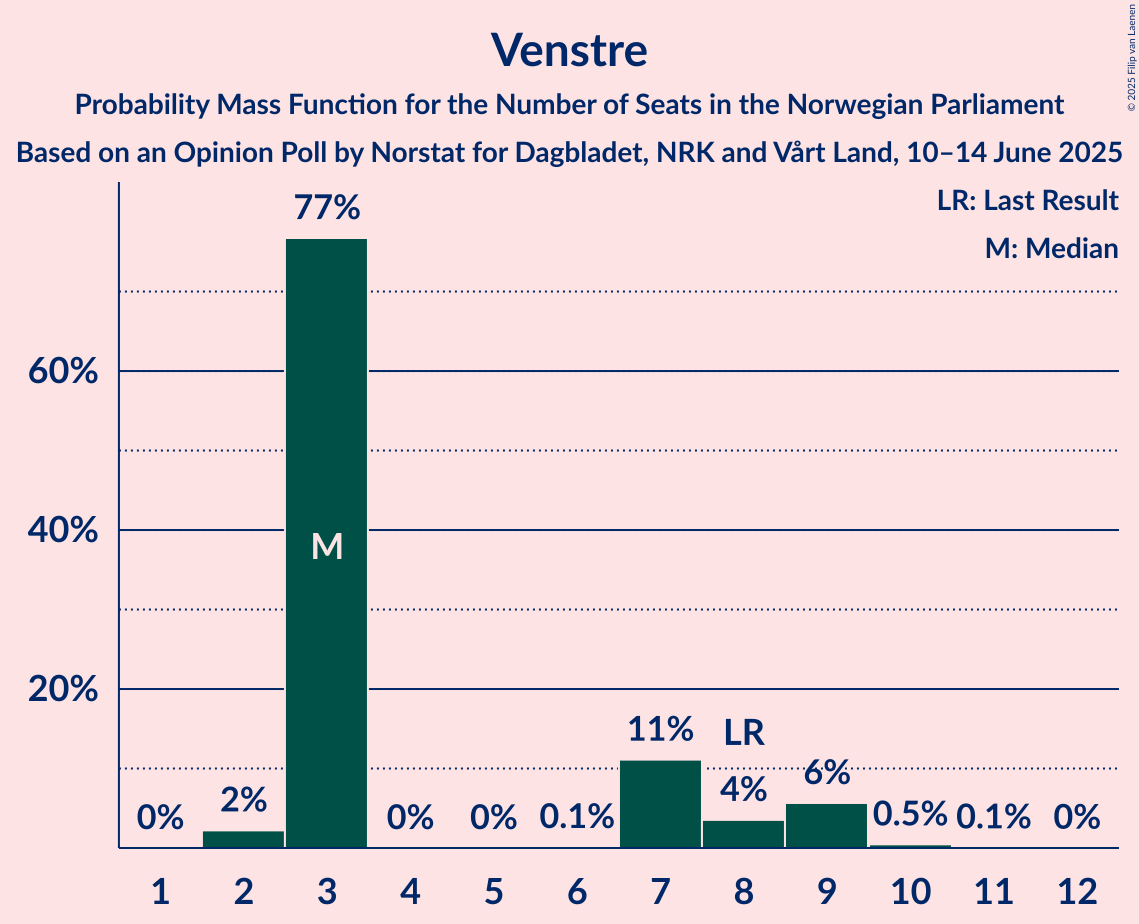 Venstre
Probability Mass Function for the Number of Seats in the Norwegian Parliament
Based on an Opinion Poll by Norstat for Dagbladet, NRK and Vårt Land, 10–14 June 2025
© 2025 Filip van Laenen
LR: Last Result
M: Median
77%
60%
40%
M
20%
11%
LR
6%
4%
2%
0%
0%
0%
0.1%
0.5%
0.1%
0%
1 2 3 4 5 6 7 8 9 10 11 12